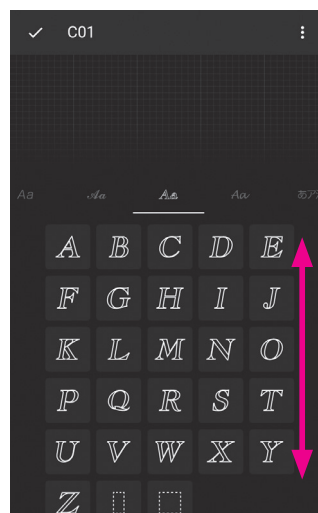 C01
Aa Aa Aa Aa あア
A B C D E
F G H I J
K L M N O
P Q R S T
U V W X Y
Z